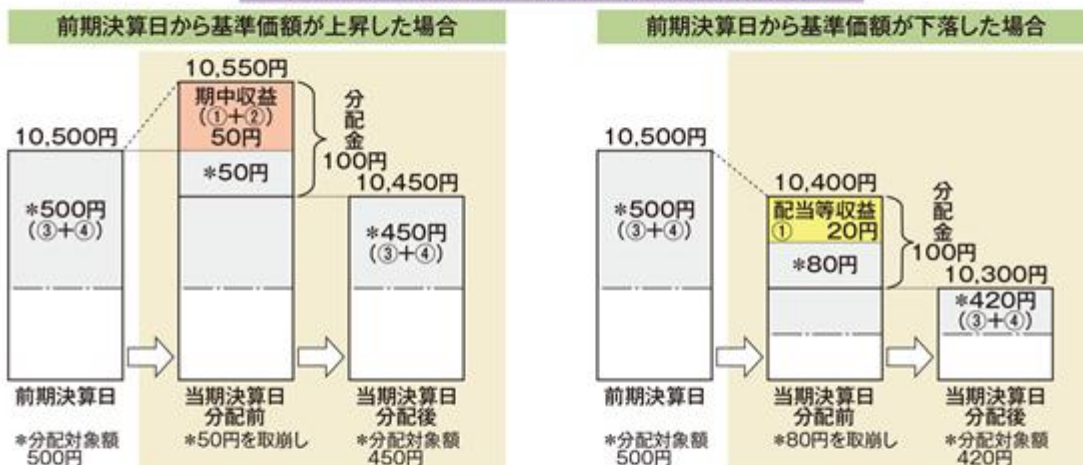 前期決算日から基準価額が上昇した場合
10,550円
期中収益
(①+②)
50円
分配金
100円
10,500円
*50円
10,450円
*500円
(③+④)
*450円
(③+④)
前期決算日
当期決算日
分配前
当期決算日
分配後
*分配対象額
500円
*50円を取崩し
*分配対象額
450円
前期決算日から基準価額が下落した場合
10,500円
10,400円
配当等収益
① 20円
分配金
100円
*500円
(③+④)
*80円
10,300円
*420円
(③+④)
前期決算日
当期決算日
分配前
当期決算日
分配後
*分配対象額
500円
*80円を取崩し
*分配対象額
420円